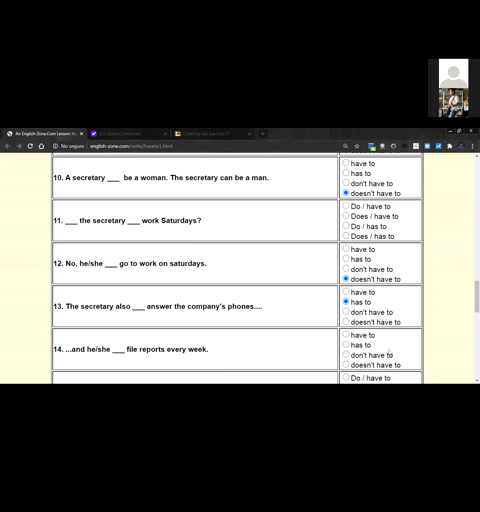 An English-Zone.Com Lesson: H
No seguro
english-zone.com/verbs/haveto1.html
10. A secretary ___ be a woman. The secretary can be a man.
have to
has to
don't have to
doesn't have to
11. ___ the secretary ___ work Saturdays?
Do / have to
Does / have to
Do / has to
Does / has to
12. No, he/she ___ go to work on saturdays.
have to
has to
don't have to
doesn't have to
13. The secretary also ___ answer the company's phones....
have to
has to
don't have to
doesn't have to
14. ...and he/she ___ file reports every week.
have to
has to
don't have to
doesn't have to
Do / have to